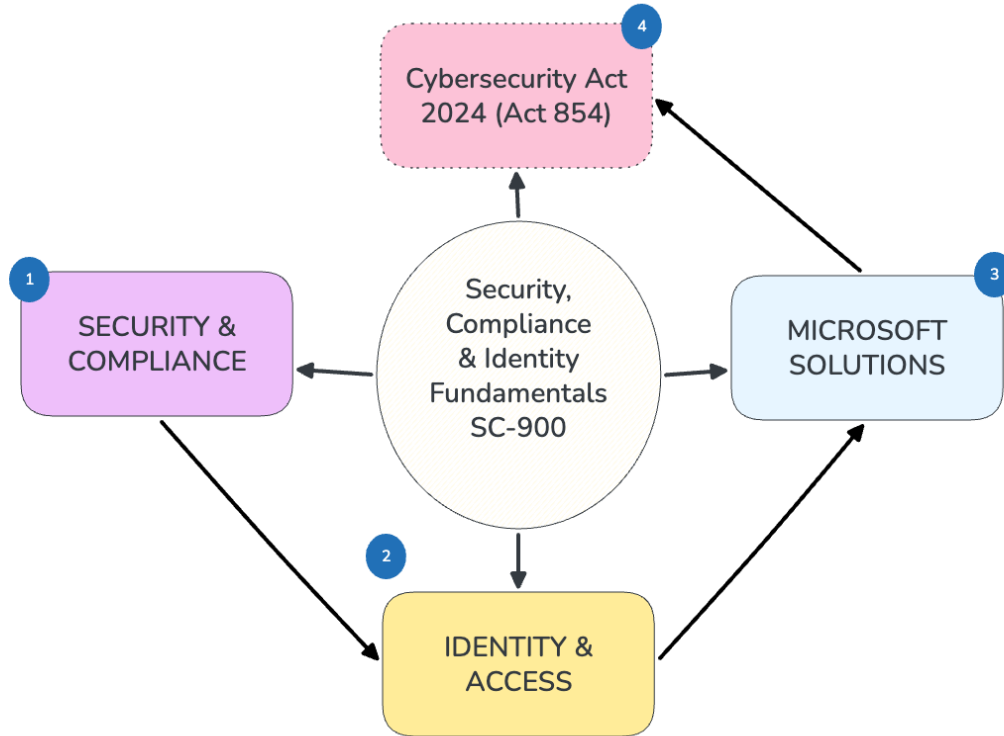 4
Cybersecurity Act
2024 (Act 854)
1
SECURITY &
COMPLIANCE
Security,
Compliance
& Identity
Fundamentals
SC-900
3
MICROSOFT
SOLUTIONS
2
IDENTITY &
ACCESS